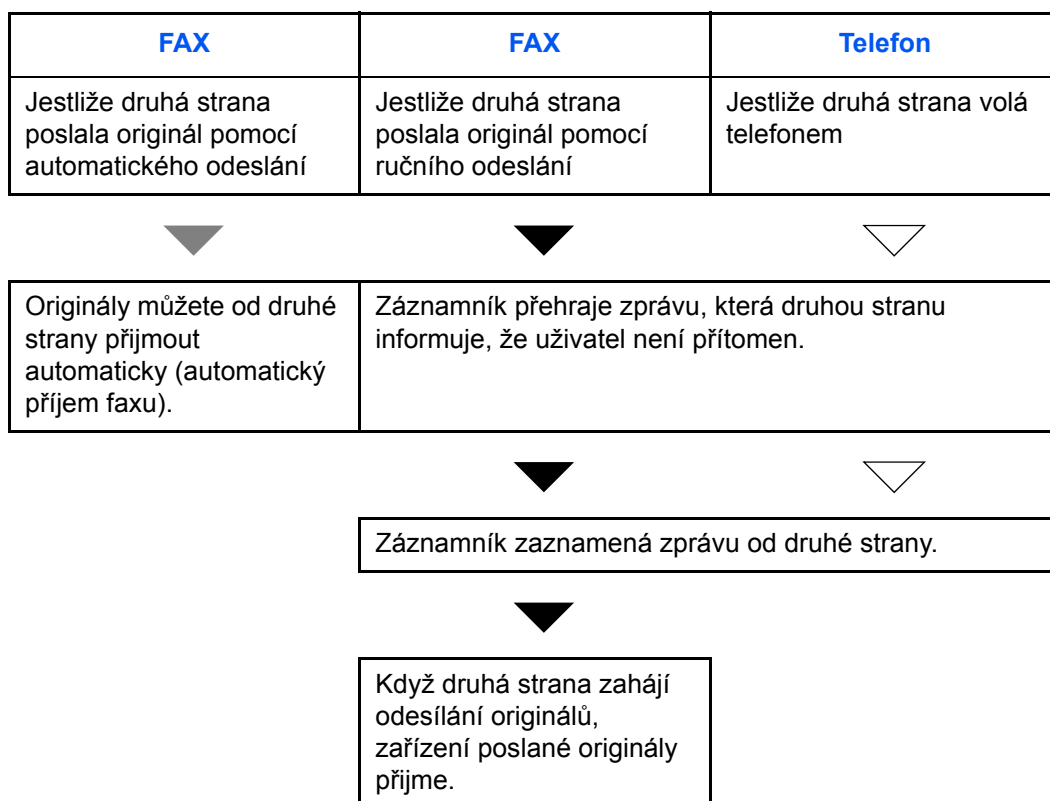 FAX
FAX
Telefon
Jestliže druhá strana
poslala originál pomocí
automatického odeslání
Jestliže druhá strana
poslala originál pomocí
ručního odeslání
Jestliže druhá strana volá
telefonem
Originály můžete od druhé
strany přijmout
automaticky (automatický
příjem faxu).
Záznamník přehraje zprávu, která druhou stranu
informuje, že uživatel není přítomen.
Záznamník zaznamená zprávu od druhé strany.
Když druhá strana zahájí
odesílání originálů,
zařízení poslané originály
přijme.